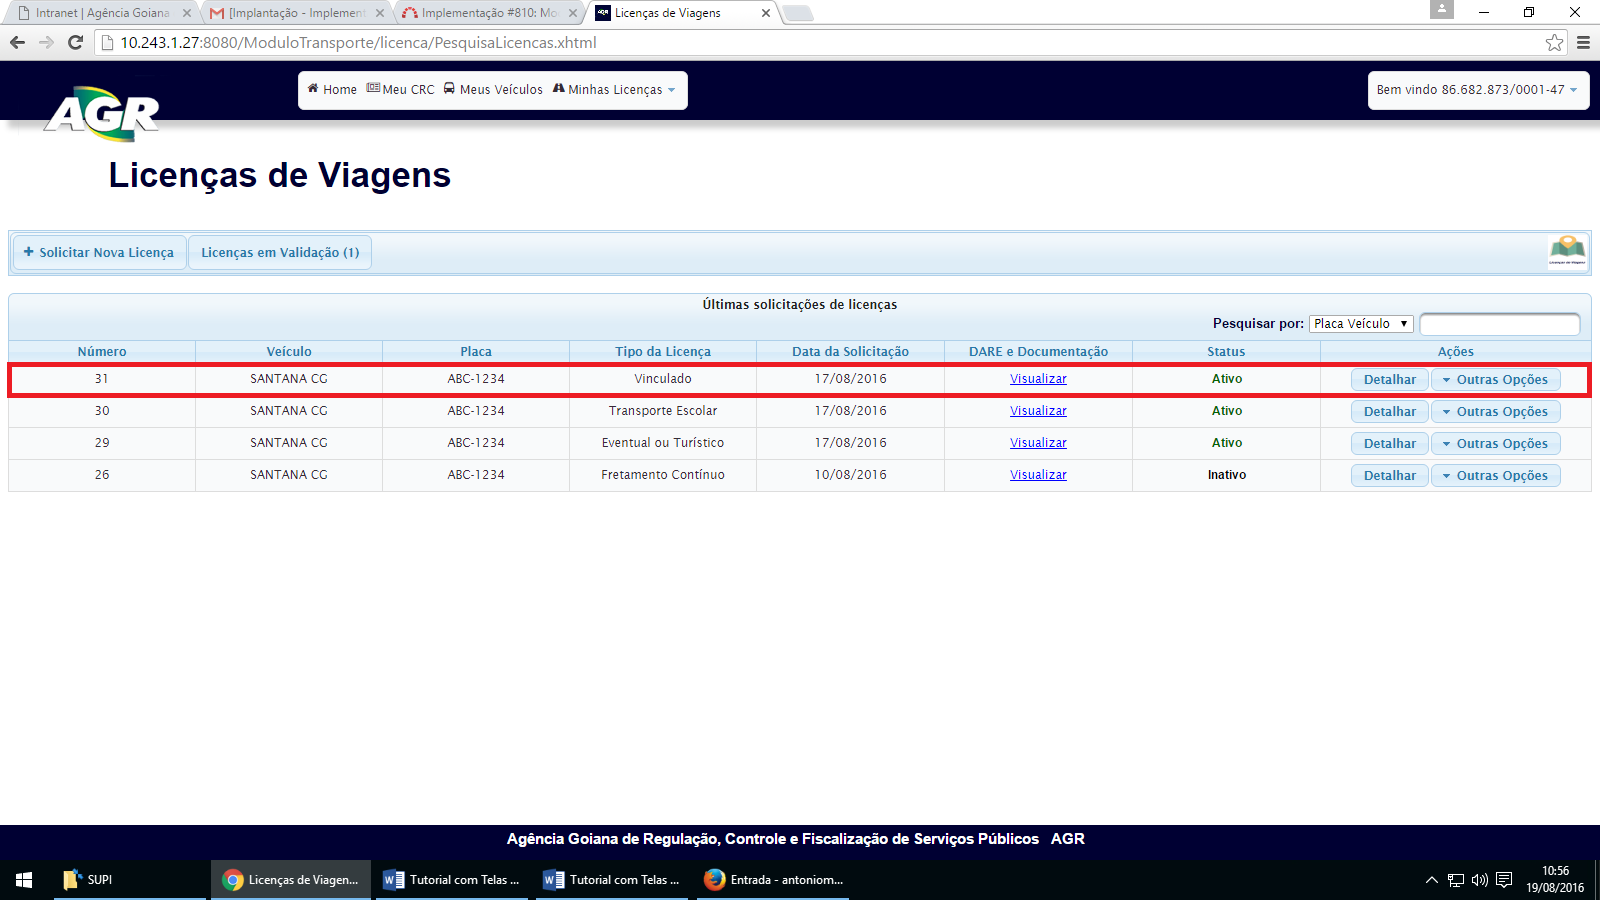 Intranet | Agência Goiana
[Implantação - Implement
Implementação #810: Mo
Licenças de Viagens
10.243.1.27:8080/ModuloTransporte/licenca/PesquisaLicencas.xhtml
AGR
Home Meu CRC Meus Veículos Minhas Licenças
Bem vindo 86.682.873/0001-47
Licenças de Viagens
+ Solicitar Nova Licença Licenças em Validação (1)
Últimas solicitações de licenças
Pesquisar por: Placa Veículo
Número Veículo Placa Tipo da Licença Data da Solicitação DARE e Documentação Status Ações
31 SANTANA CG ABC-1234 Vinculado 17/08/2016 Visualizar Ativo Detalhar Outras Opções
30 SANTANA CG ABC-1234 Transporte Escolar 17/08/2016 Visualizar Ativo Detalhar Outras Opções
29 SANTANA CG ABC-1234 Eventual ou Turístico 17/08/2016 Visualizar Ativo Detalhar Outras Opções
26 SANTANA CG ABC-1234 Fretamento Contínuo 10/08/2016 Visualizar Inativo Detalhar Outras Opções
Agência Goiana de Regulação, Controle e Fiscalização de Serviços Públicos AGR
SUPI
Licenças de Viagen...
Tutorial com Telas ...
Tutorial com Telas ...
Entrada - antoniom...
10:56
19/08/2016